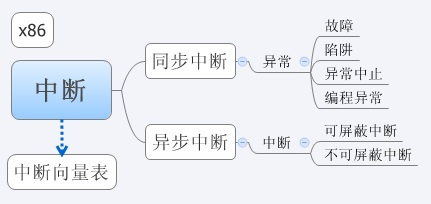 x86
中断
中断向量表
同步中断
异常
故障
陷阱
异常中止
编程异常
异步中断
中断
可屏蔽中断
不可屏蔽中断